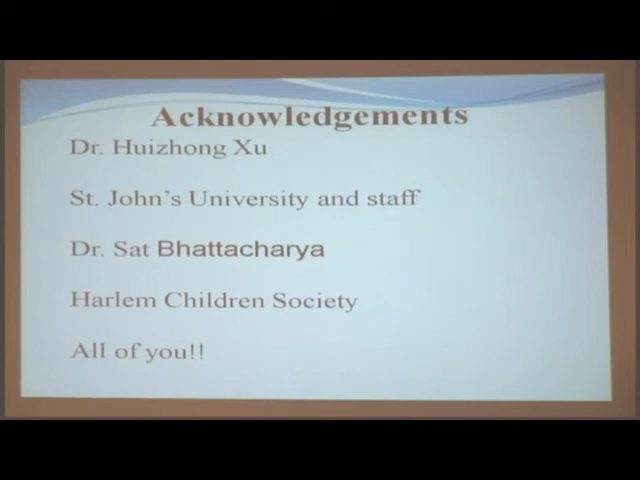 Acknowledgements
Dr. Huizhong Xu
St. John's University and staff
Dr. Sat Bhattacharya
Harlem Children Society
All of you!!